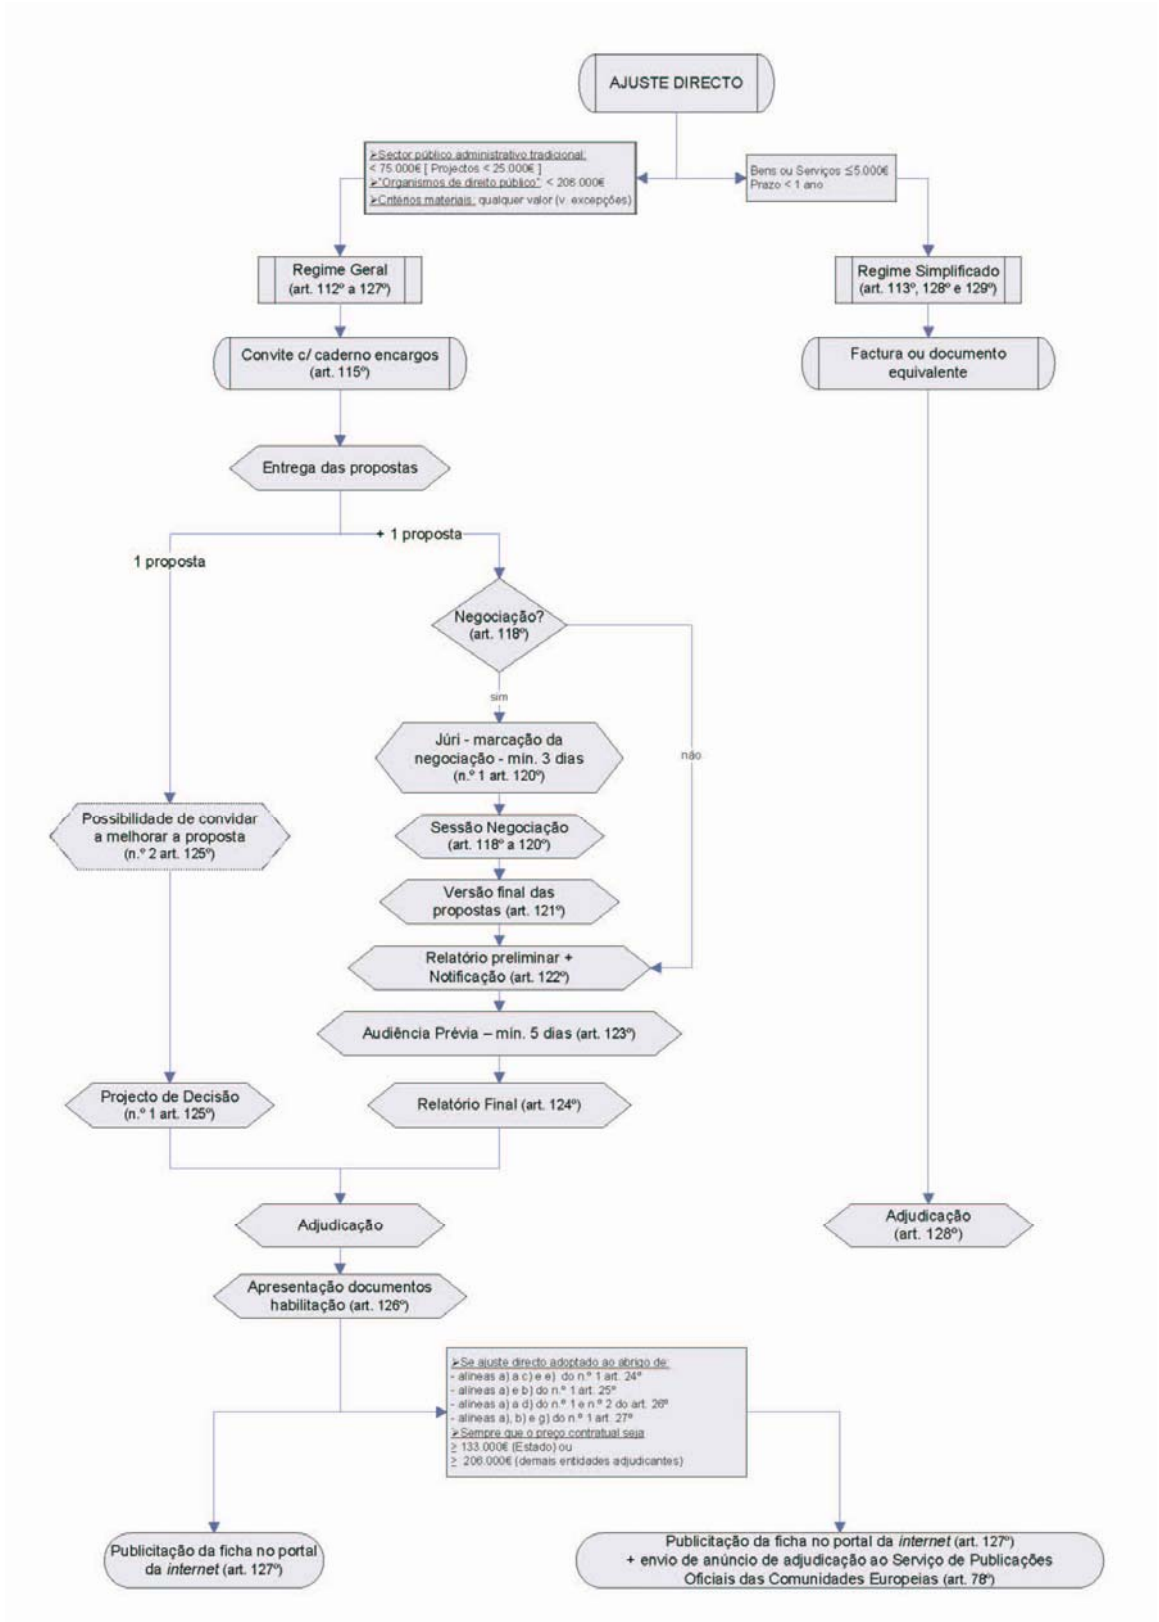 AJUSTE DIRECTO
➢Sector público administrativo tradicional:
< 75.000€ [ Projectos < 25.000€ ]
➢"Organismos de direito público": < 206.000€
➢Critérios materiais: qualquer valor (v. excepções)
Bens ou Serviços ≤5.000€
Prazo < 1 ano
Regime Geral
(art. 112º a 127º)
Regime Simplificado
(art. 113º, 128º e 129º)
Convite c/ caderno encargos
(art. 115º)
Factura ou documento
equivalente
Entrega das propostas
+ 1 proposta
1 proposta
Negociação?
(art. 118º)
sim
Júri - marcação da
negociação - mín. 3 dias
(n.º 1 art. 120º)
não
Possibilidade de convidar
a melhorar a proposta
(n.º 2 art. 125º)
Sessão Negociação
(art. 118º a 120º)
Versão final das
propostas (art. 121º)
Relatório preliminar +
Notificação (art. 122º)
Audiência Prévia – mín. 5 dias (art. 123º)
Projecto de Decisão
(n.º 1 art. 125º)
Relatório Final (art. 124º)
Adjudicação
Adjudicação
(art. 128º)
Apresentação documentos
habilitação (art. 126º)
➢Se ajuste directo adoptado ao abrigo de:
- alíneas a) a c) e e) do n.º 1 art. 24º
- alíneas a) e b) do n.º 1 art. 25º
- alíneas a) a d) do n.º 1 e n.º 2 do art. 26º
- alíneas a), b) e g) do n.º 1 art. 27º
➢Sempre que o preço contratual seja
≥ 133.000€ (Estado) ou
≥ 206.000€ (demais entidades adjudicantes)
Publicitação da ficha no portal
da internet (art. 127º)
Publicitação da ficha no portal da internet (art. 127º)
+ envio de anúncio de adjudicação ao Serviço de Publicações
Oficiais das Comunidades Europeias (art. 78º)